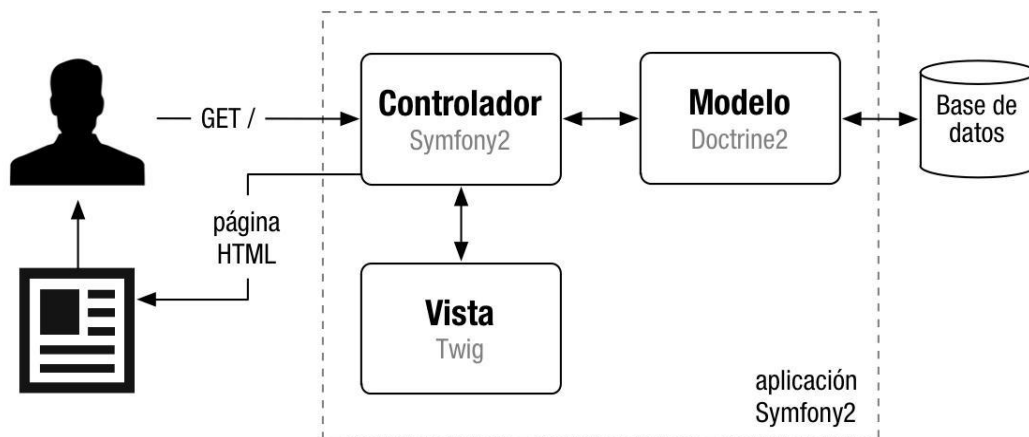 GET /
Controlador
Symfony2
Modelo
Doctrine2
Base de
datos
página
HTML
Vista
Twig
aplicación
Symfony2